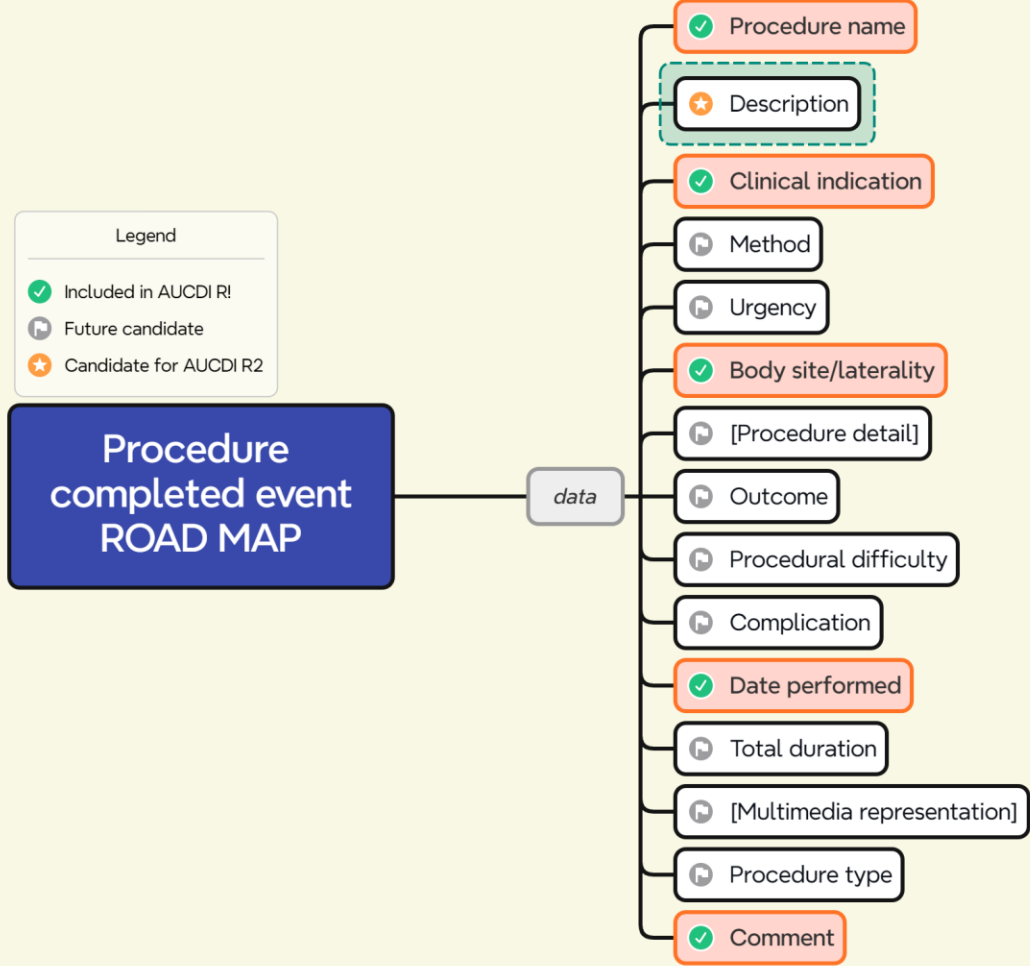 Procedure name
Description
Clinical indication
Legend
Method
Included in AUCDI R!
Urgency
Future candidate
Candidate for AUCDI R2
Body site/laterality
Procedure
completed event
ROAD MAP
data
[Procedure detail]
Outcome
Procedural difficulty
Complication
Date performed
Total duration
[Multimedia representation]
Procedure type
Comment